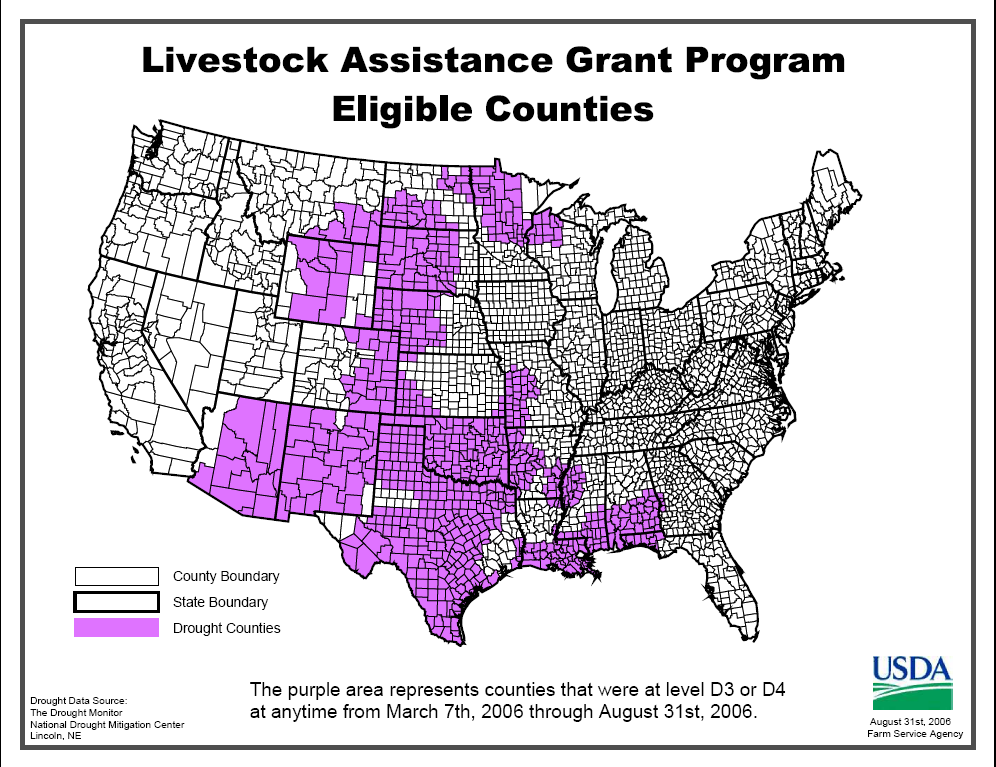 Livestock Assistance Grant Program
Eligible Counties
County Boundary
State Boundary
Drought Counties
The purple area represents counties that were at level D3 or D4
at anytime from March 7th, 2006 through August 31st, 2006.
Drought Data Source:
The Drought Monitor
National Drought Mitigation Center
Lincoln, NE
USDA
August 31st, 2006
Farm Service Agency